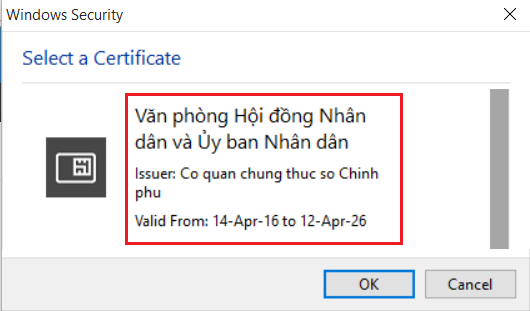 Windows Security
Select a Certificate
Văn phòng Hội đồng Nhân
dân và Ủy ban Nhân dân
Issuer: Co quan chung thuc so Chinh
phu
Valid From: 14-Apr-16 to 12-Apr-26
OK
Cancel